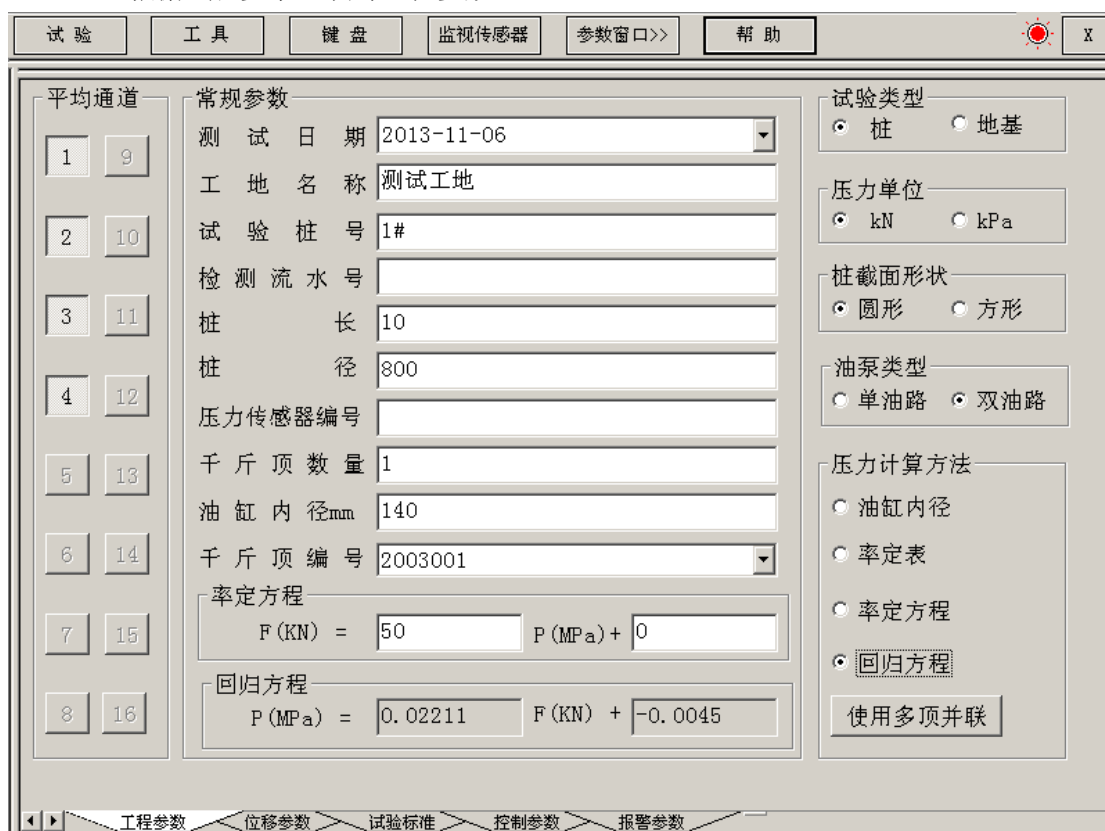 试 验 工 具 键 盘 监视传感器 参数窗口>> 帮 助 X
平均通道
1 9
2 10
3 11
4 12
5 13
6 14
7 15
8 16
常规参数
测 试 日 期 2013-11-06
工 地 名 称 测试工地
试 验 桩 号 1#
检 测 流 水 号
桩 长 10
桩 径 800
压力传感器编号
千 斤 顶 数 量 1
油 缸 内 径mm 140
千 斤 顶 编 号 2003001
率定方程
F(KN) = 50 P(MPa)+ 0
回归方程
P(MPa) = 0.02211 F(KN) + -0.0045
试验类型
桩 地基
压力单位
kN kPa
桩截面形状
圆形 方形
油泵类型
单油路 双油路
压力计算方法
油缸内径
率定表
率定方程
回归方程
使用多顶并联
工程参数 位移参数 试验标准 控制参数 报警参数